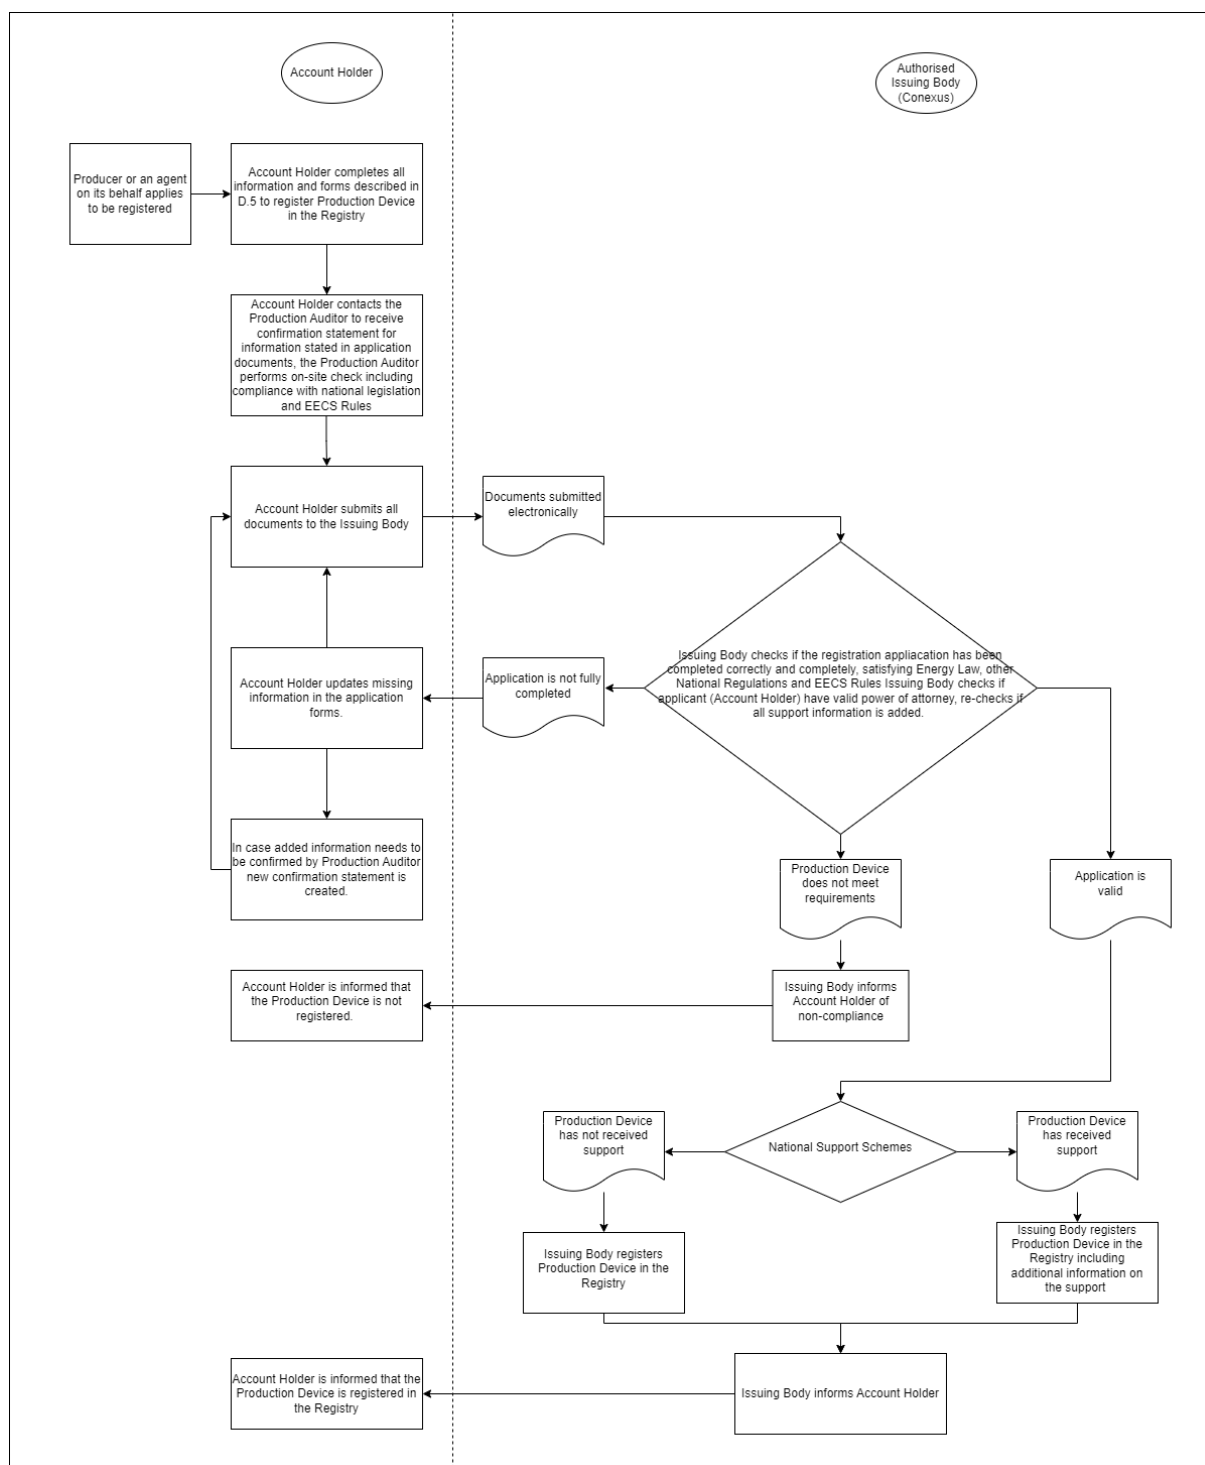 Account Holder
Authorised
Issuing Body
(Conexus)
Producer or an agent
on its behalf applies
to be registered
Account Holder completes all
information and forms described in
D.5 to register Production Device
in the Registry
Account Holder contacts the
Production Auditor to receive
confirmation statement for
information stated in application
documents, the Production Auditor
performs on-site check including
compliance with national legislation
and EECS Rules
Account Holder submits all
documents to the Issuing Body
Documents submitted
electronically
Issuing Body checks if the registration appliacation has been
completed correctly and completely, satisfying Energy Law, other
National Regulations and EECS Rules Issuing Body checks if
applicant (Account Holder) have valid power of attorney, re-checks if
all support information is added.
Application is not fully
completed
Account Holder updates missing
information in the application
forms.
In case added information needs to
be confirmed by Production Auditor
new confirmation statement is
created.
Production Device
does not meet
requirements
Application is
valid
Issuing Body informs
Account Holder of
non-compliance
Account Holder is informed that
the Production Device is not
registered.
National Support Schemes
Production Device
has not received
support
Production Device
has received
support
Issuing Body registers
Production Device in the
Registry
Issuing Body registers
Production Device in the
Registry including
additional information on
the support
Issuing Body informs Account Holder
Account Holder is informed that the
Production Device is registered in
the Registry